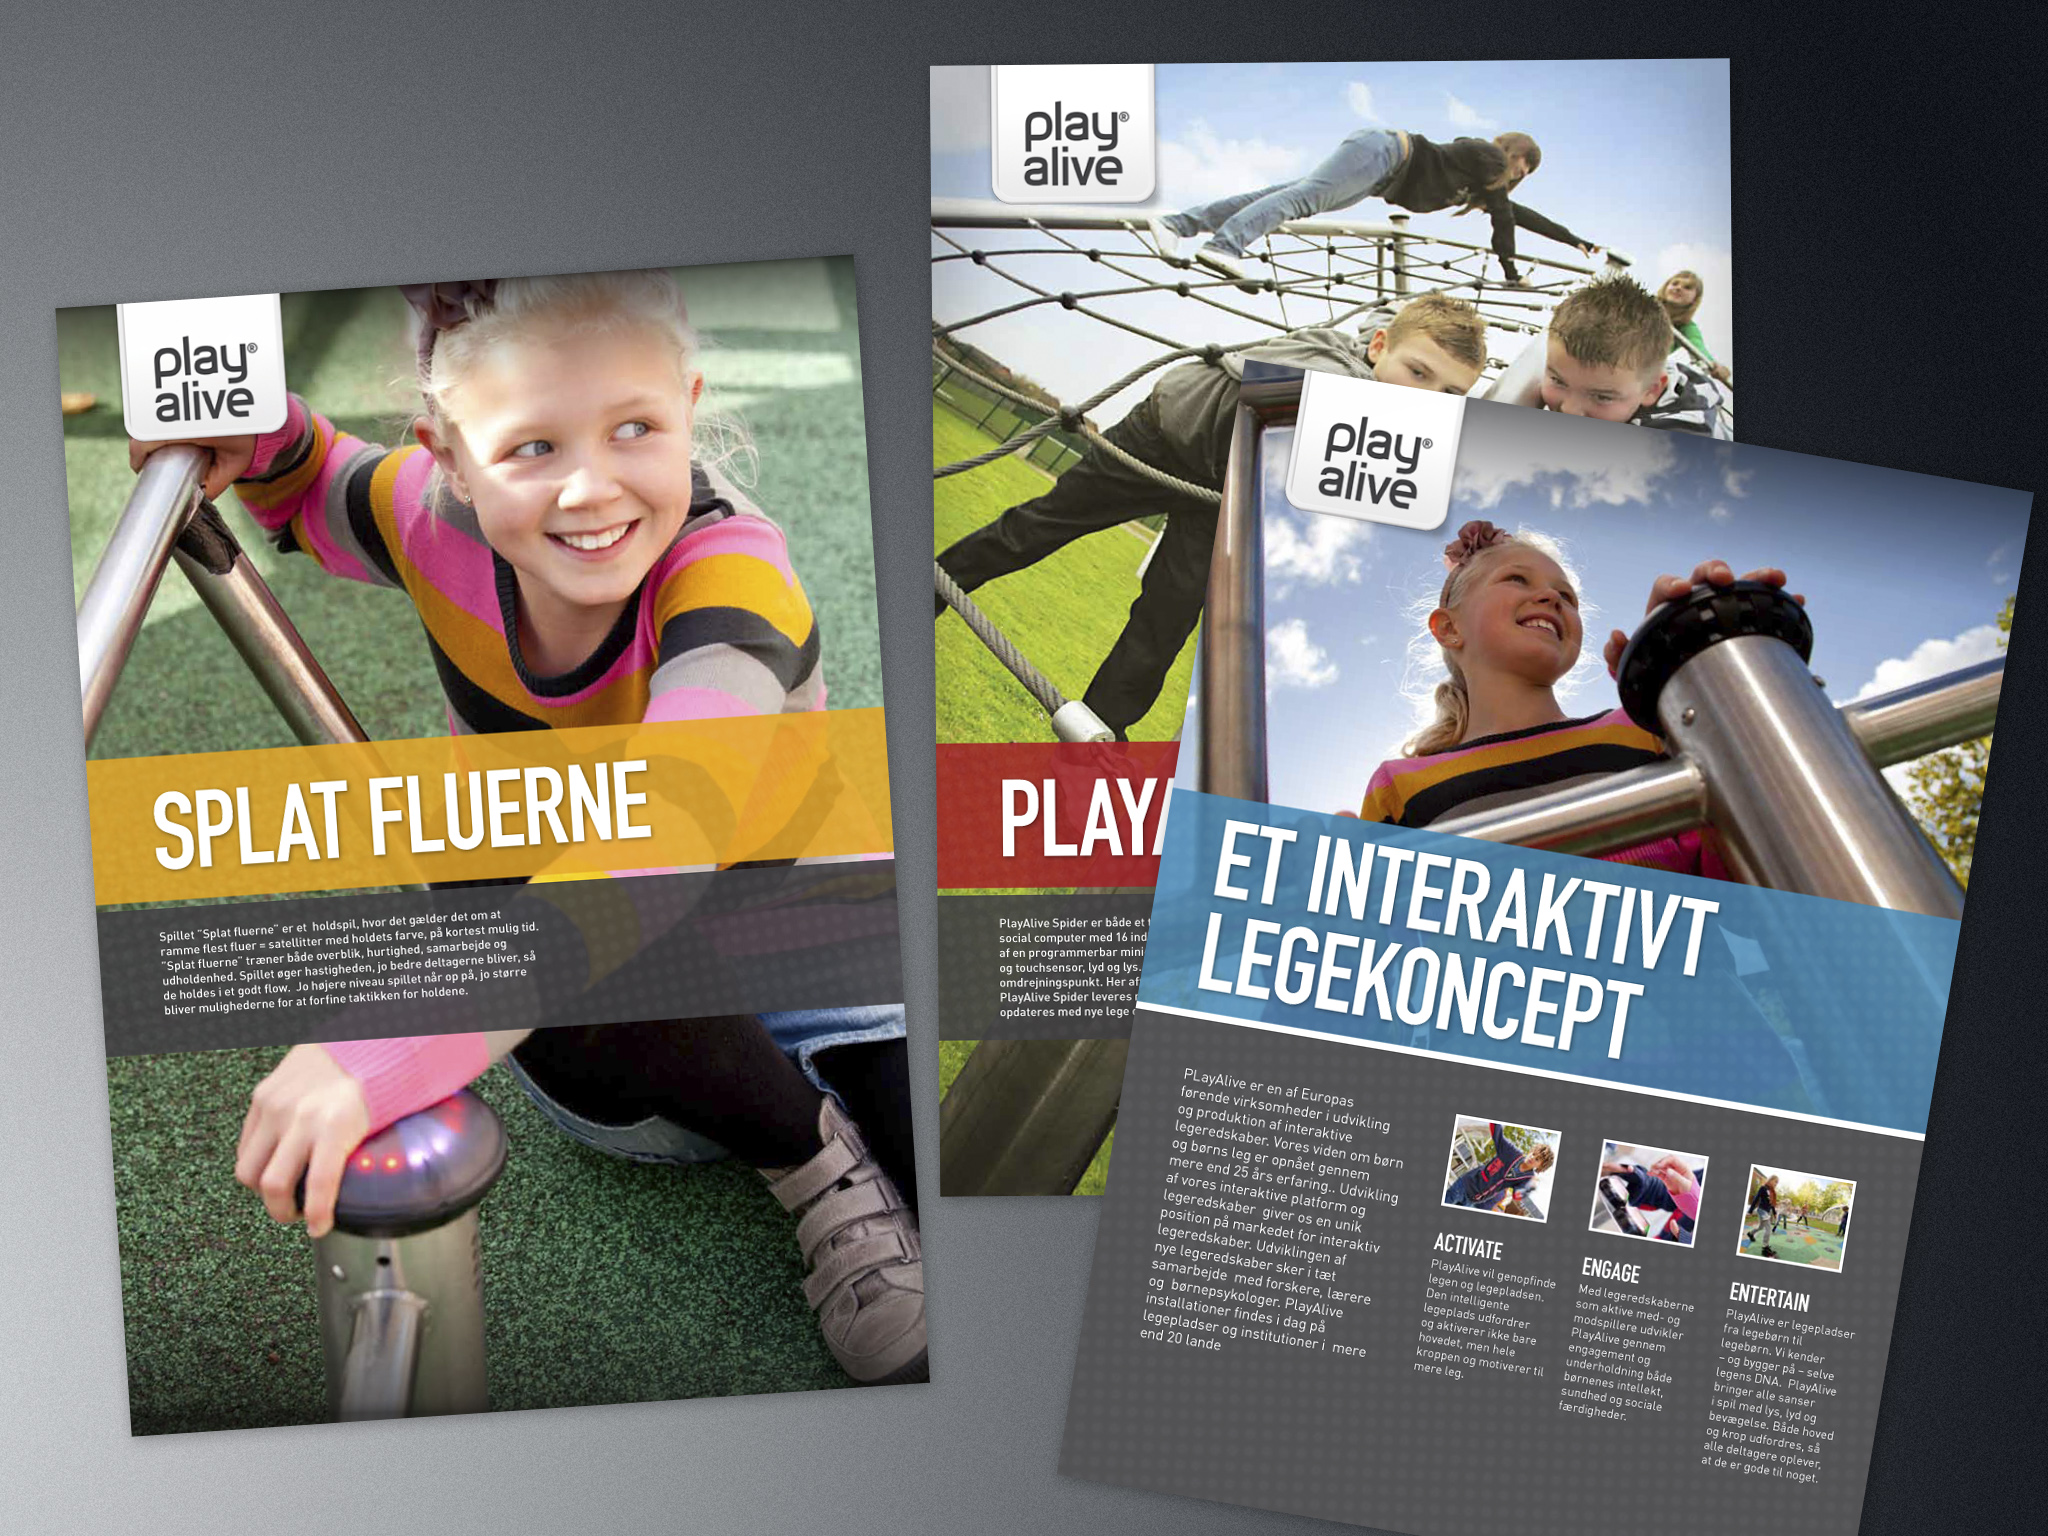 play®
alive
SPLAT FLUERNE
Spillet "Splat fluerne" er et holdspil, hvor det gælder det om at
ramme flest fluer = satellitter med holdets farve, på kortest mulig tid.
"Splat fluerne" træner både overblik, hurtighed, samarbejde og
udholdenhed. Spillet øger hastigheden, jo bedre deltagerne bliver, så
de holdes i et godt flow. Jo højere niveau spillet når op på, jo større
bliver mulighederne for at forfine taktikken for holdene.
play®
alive
PLAYA
PlayAlive Spider er både et t
social computer med 16 ind
af en programmerbar mini
og touchsensor, lyd og lys.
omdrejningspunkt. Her af
PlayAlive Spider leveres
opdateres med nye lege
play®
alive
ET INTERAKTIVT
LEGEKONCEPT
PLayAlive er en af Europas
førende virksomheder i udvikling
og produktion af interaktive
legeredskaber. Vores viden om børn
og børns leg er opnået gennem
mere end 25 års erfaring.. Udvikling
af vores interaktive platform og
legeredskaber giver os en unik
position på markedet for interaktiv
legeredskaber. Udviklingen af
nye legeredskaber sker i tæt
samarbejde med forskere, lærere
og børnepsykologer. PlayAlive
installationer findes i dag på
legepladser og institutioner i mere
end 20 lande
ACTIVATE
PlayAlive vil genopfinde
legen og legepladsen.
Den intelligente
legeplads udfordrer
og aktiverer ikke bare
hovedet, men hele
kroppen og motiverer til
mere leg.
ENGAGE
Med legeredskaberne
som aktive med- og
modspillere udvikler
PlayAlive gennem
engagement og
underholdning både
børnenes intellekt,
sundhed og sociale
færdigheder.
ENTERTAIN
PlayAlive er legepladser
fra legebørn til
legebørn. Vi kender
– og bygger på – selve
legens DNA. PlayAlive
bringer alle sanser
i spil med lys, lyd og
bevægelse. Både hoved
og krop udfordres, så
alle deltagere oplever,
at de er gode til noget.